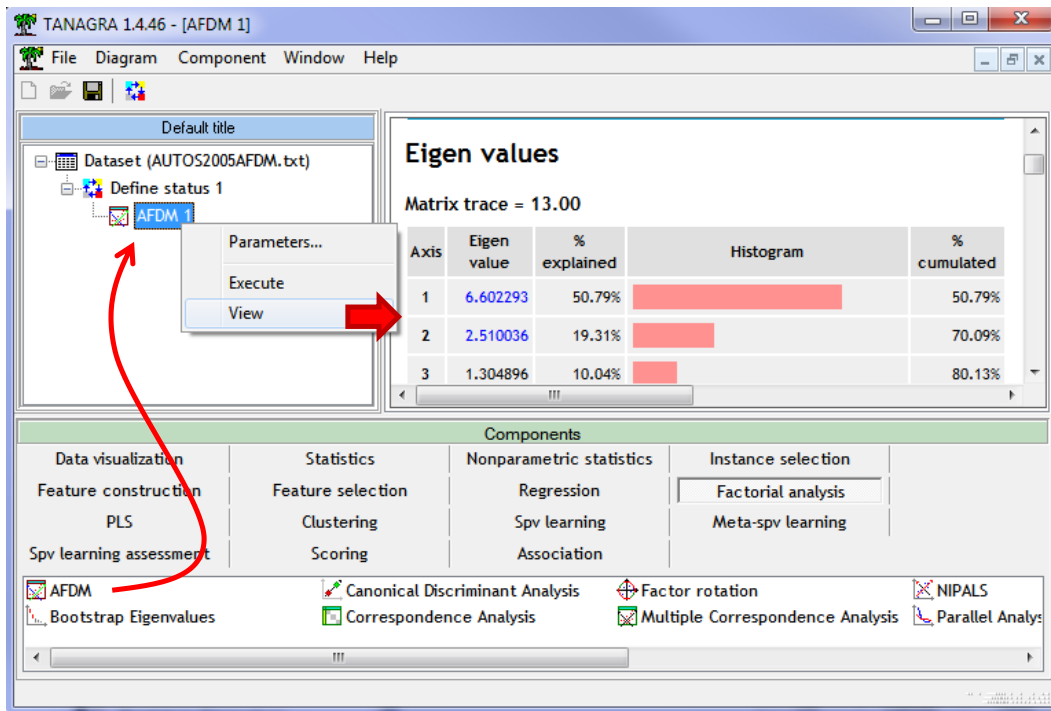 TANAGRA 1.4.46 - [AFDM 1]
File Diagram Component Window Help
Default title
Dataset (AUTOS2005AFDM.txt)
Define status 1
AFDM 1
Parameters...
Execute
View
Eigen values
Matrix trace = 13.00
Axis Eigen value % explained Histogram % cumulated
1 6.602293 50.79% 50.79%
2 2.510036 19.31% 70.09%
3 1.304896 10.04% 80.13%
Components
Data visualization Statistics Nonparametric statistics Instance selection
Feature construction Feature selection Regression Factorial analysis
PLS Clustering Spv learning Meta-spv learning
Spv learning assessment Scoring Association
AFDM Canonical Discriminant Analysis Factor rotation NIPALS
Bootstrap Eigenvalues Correspondence Analysis Multiple Correspondence Analysis Parallel Analys